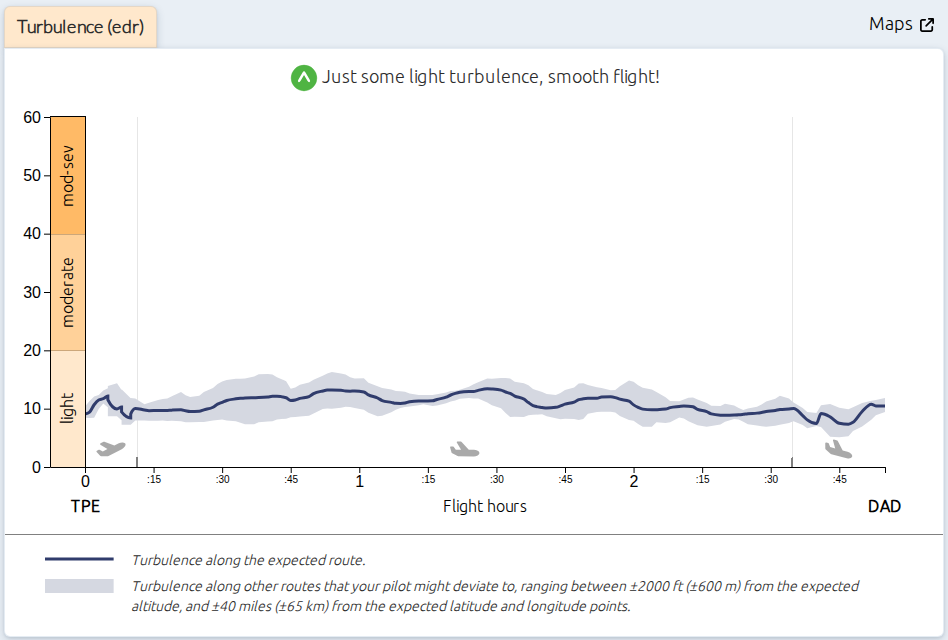 Turbulence (edr)
Maps
Just some light turbulence, smooth flight!
60
50
40
30
20
10
0
mod-sev
moderate
light
0 :15 :30 :45 1 :15 :30 :45 2 :15 :30 :45
TPE Flight hours DAD
Turbulence along the expected route.
Turbulence along other routes that your pilot might deviate to, ranging between ±2000 ft (±600 m) from the expected
altitude, and ±40 miles (±65 km) from the expected latitude and longitude points.